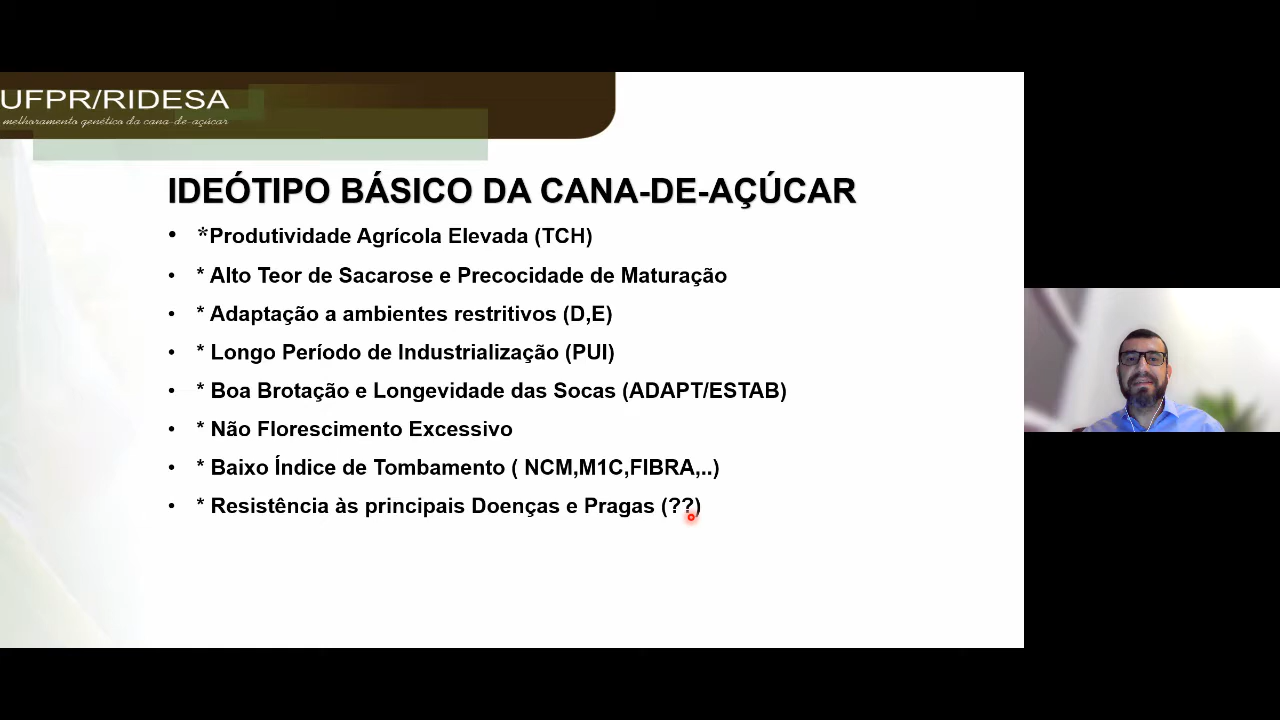 UFPR/RIDESA
melhoramento genético da cana-de-açúcar
IDEÓTIPO BÁSICO DA CANA-DE-AÇÚCAR
• *Produtividade Agrícola Elevada (TCH)
• * Alto Teor de Sacarose e Precocidade de Maturação
• * Adaptação a ambientes restritivos (D,E)
• * Longo Período de Industrialização (PUI)
• * Boa Brotação e Longevidade das Socas (ADAPT/ESTAB)
• * Não Florescimento Excessivo
• * Baixo Índice de Tombamento ( NCM,M1C,FIBRA,..)
• * Resistência às principais Doenças e Pragas (??)